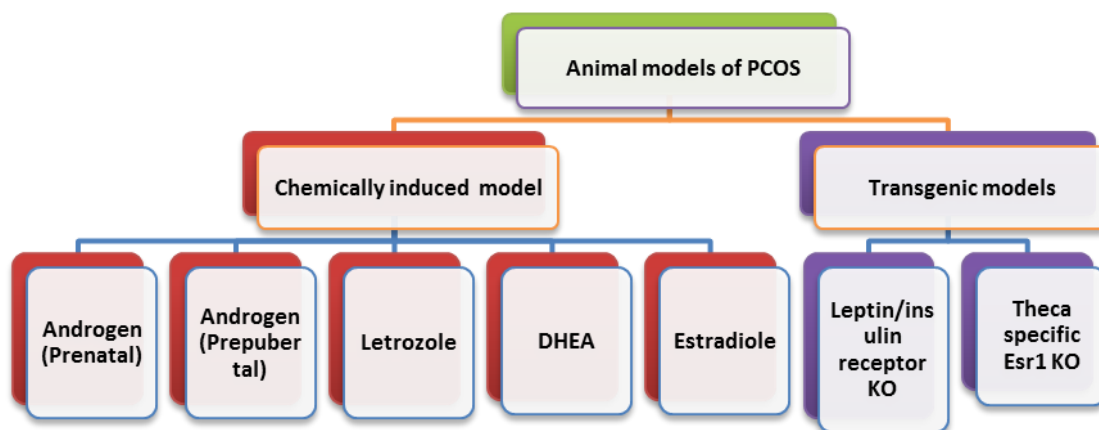 Animal models of PCOS
Chemically induced model
Transgenic models
Androgen
(Prenatal)
Androgen
(Prepuber
tal)
Letrozole
DHEA
Estradiole
Leptin/ins
ulin
receptor
KO
Theca
specific
Esr1 KO